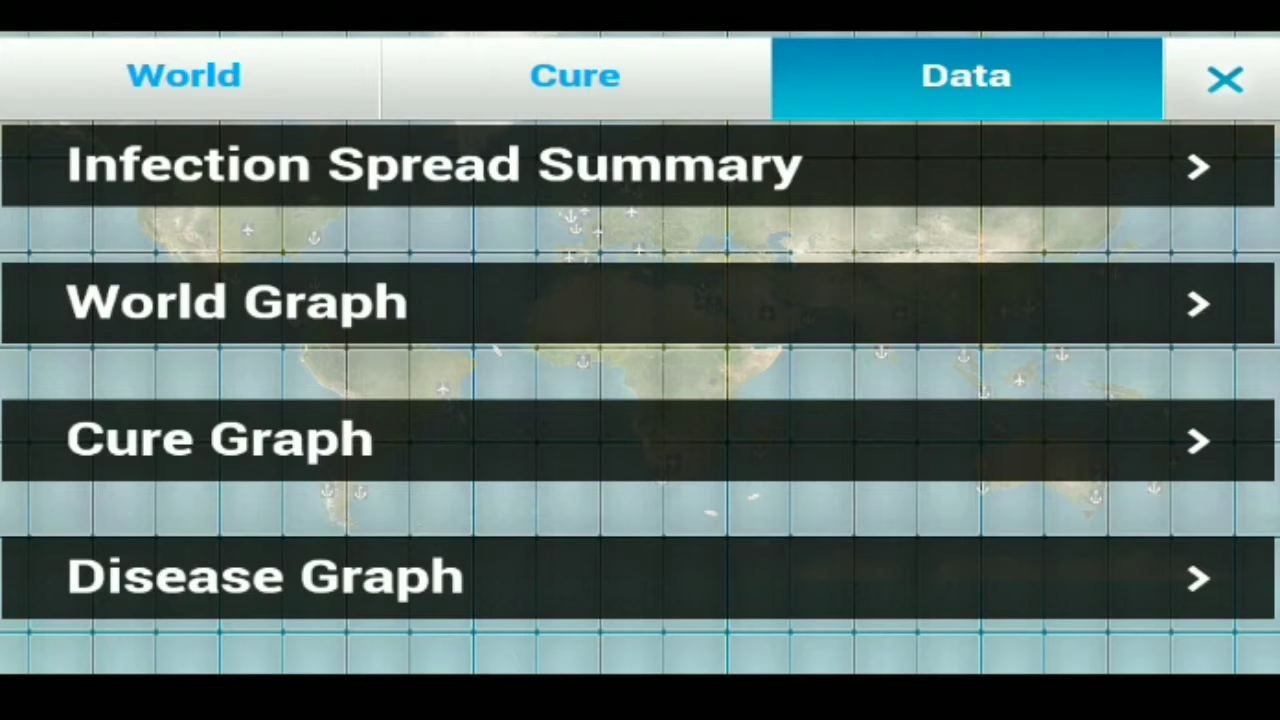 World
Cure
Data
Infection Spread Summary
World Graph
Cure Graph
Disease Graph